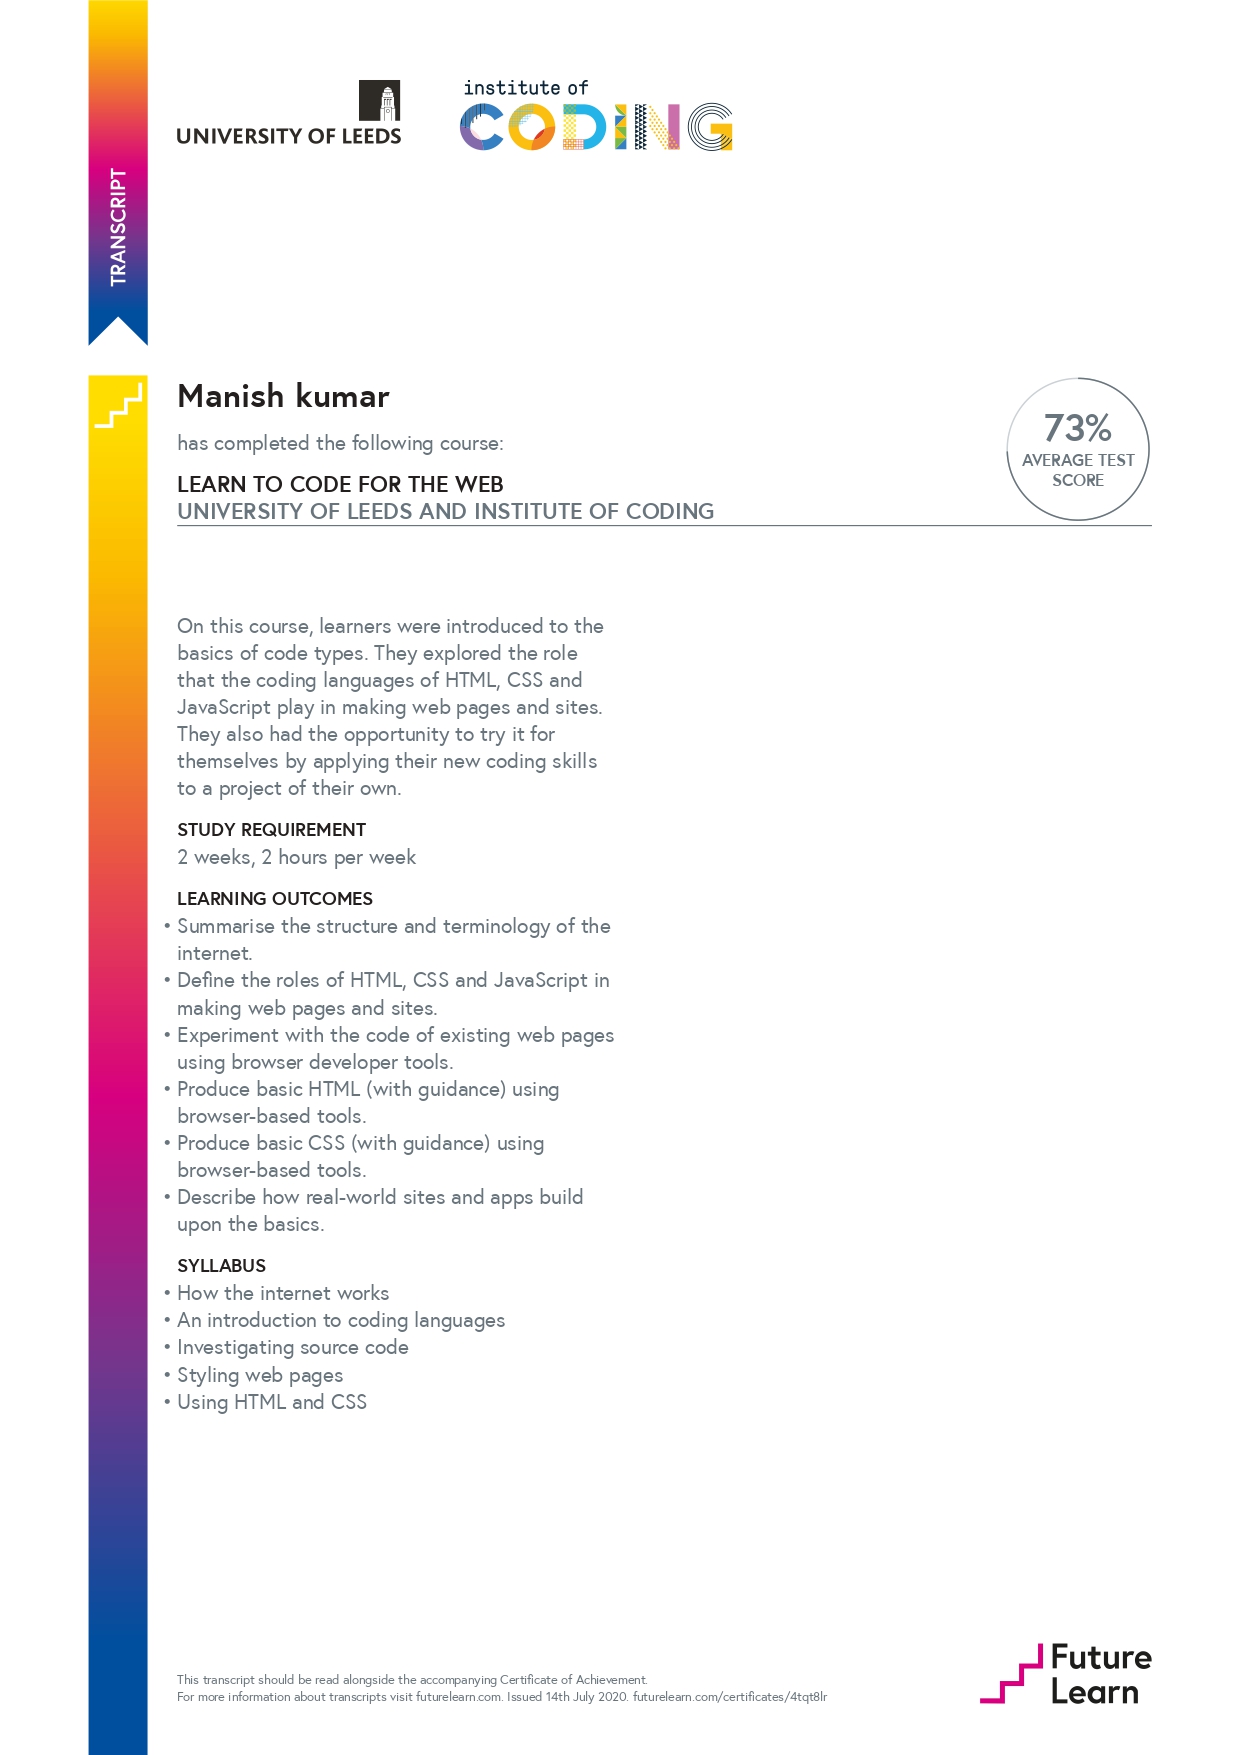 TRANSCRIPT
UNIVERSITY OF LEEDS
institute of
CODING
Manish kumar
has completed the following course:
LEARN TO CODE FOR THE WEB
UNIVERSITY OF LEEDS AND INSTITUTE OF CODING
73%
AVERAGE TEST
SCORE
On this course, learners were introduced to the
basics of code types. They explored the role
that the coding languages of HTML, CSS and
JavaScript play in making web pages and sites.
They also had the opportunity to try it for
themselves by applying their new coding skills
to a project of their own.
STUDY REQUIREMENT
2 weeks, 2 hours per week
LEARNING OUTCOMES
• Summarise the structure and terminology of the
internet.
• Define the roles of HTML, CSS and JavaScript in
making web pages and sites.
• Experiment with the code of existing web pages
using browser developer tools.
• Produce basic HTML (with guidance) using
browser-based tools.
• Produce basic CSS (with guidance) using
browser-based tools.
• Describe how real-world sites and apps build
upon the basics.
SYLLABUS
• How the internet works
• An introduction to coding languages
• Investigating source code
• Styling web pages
• Using HTML and CSS
This transcript should be read alongside the accompanying Certificate of Achievement.
For more information about transcripts visit futurelearn.com. Issued 14th July 2020. futurelearn.com/certificates/4tqt8lr
Future
Learn